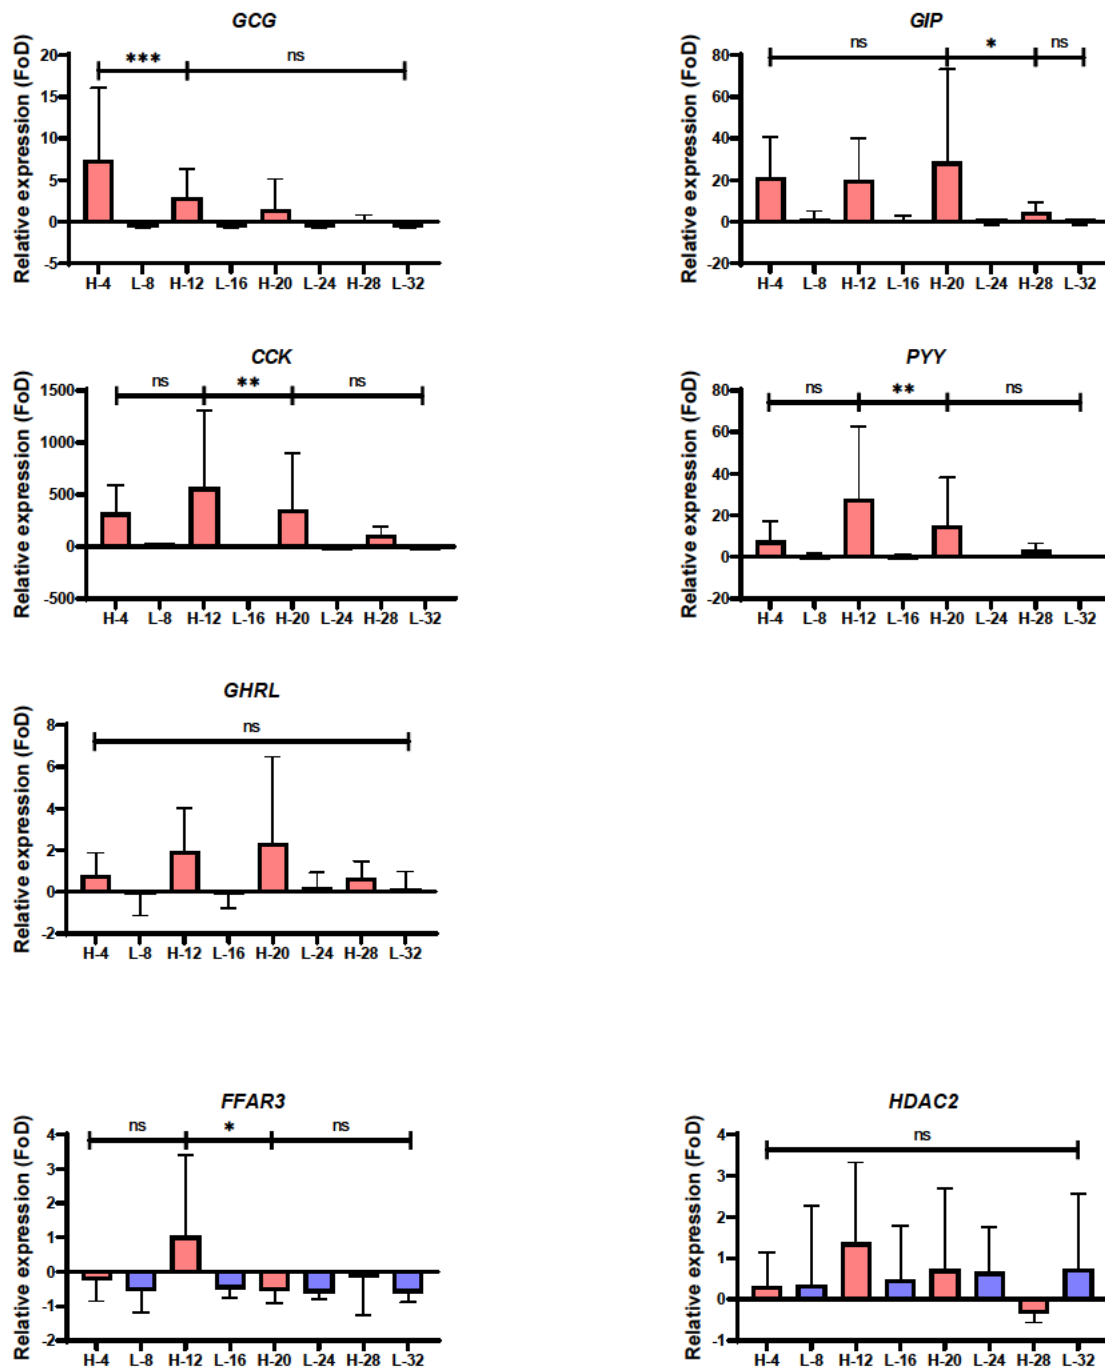 GCG
Relative expression (FoD)
20
15
10
5
0
-5
*** ns
H-4 L-8 H-12 L-16 H-20 L-24 H-28 L-32
GIP
Relative expression (FoD)
80
60
40
20
0
-20
ns * ns
H-4 L-8 H-12 L-16 H-20 L-24 H-28 L-32
CCK
Relative expression (FoD)
1500
1000
500
0
-500
ns ** ns
H-4 L-8 H-12 L-16 H-20 L-24 H-28 L-32
PYY
Relative expression (FoD)
80
60
40
20
0
-20
ns ** ns
H-4 L-8 H-12 L-16 H-20 L-24 H-28 L-32
GHRL
Relative expression (FoD)
8
6
4
2
0
-2
ns
H-4 L-8 H-12 L-16 H-20 L-24 H-28 L-32
FFAR3
Relative expression (FoD)
4
3
2
1
0
-1
-2
ns * ns
H-4 L-8 H-12 L-16 H-20 L-24 H-28 L-32
HDAC2
Relative expression (FoD)
4
3
2
1
0
-1
ns
H-4 L-8 H-12 L-16 H-20 L-24 H-28 L-32